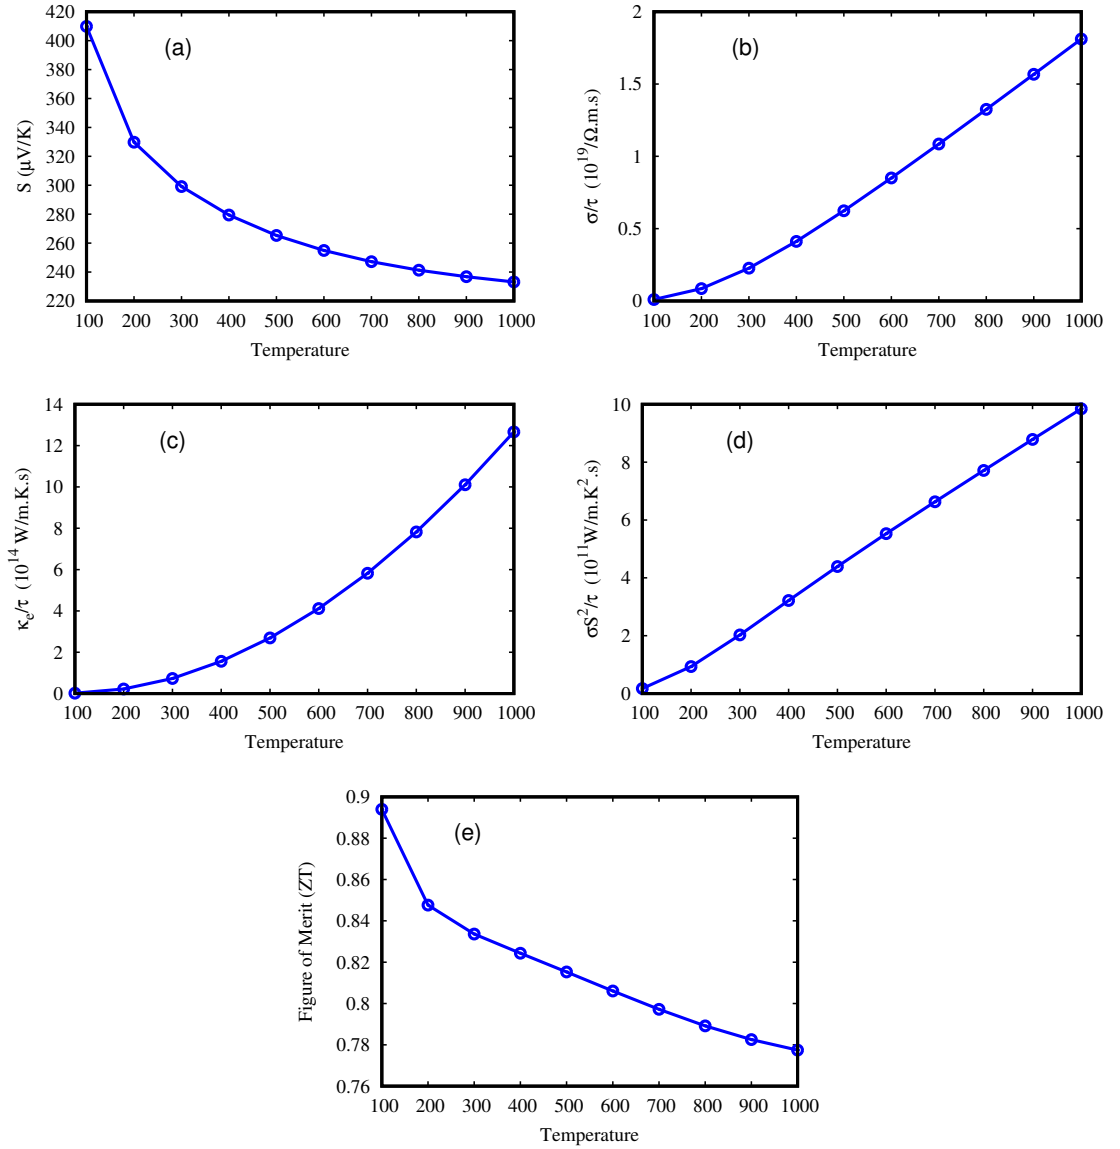 (a)
S (μV/K)
420
400
380
360
340
320
300
280
260
240
220
100 200 300 400 500 600 700 800 900 1000
Temperature
(b)
σ/τ (10^19/Ω.m.s)
2
1.5
1
0.5
0
100 200 300 400 500 600 700 800 900 1000
Temperature
(c)
κ_e/τ (10^14 W/m.K.s)
14
12
10
8
6
4
2
0
100 200 300 400 500 600 700 800 900 1000
Temperature
(d)
σS^2/τ (10^11W/m.K^2.s)
10
8
6
4
2
0
100 200 300 400 500 600 700 800 900 1000
Temperature
(e)
Figure of Merit (ZT)
0.9
0.88
0.86
0.84
0.82
0.8
0.78
0.76
100 200 300 400 500 600 700 800 900 1000
Temperature